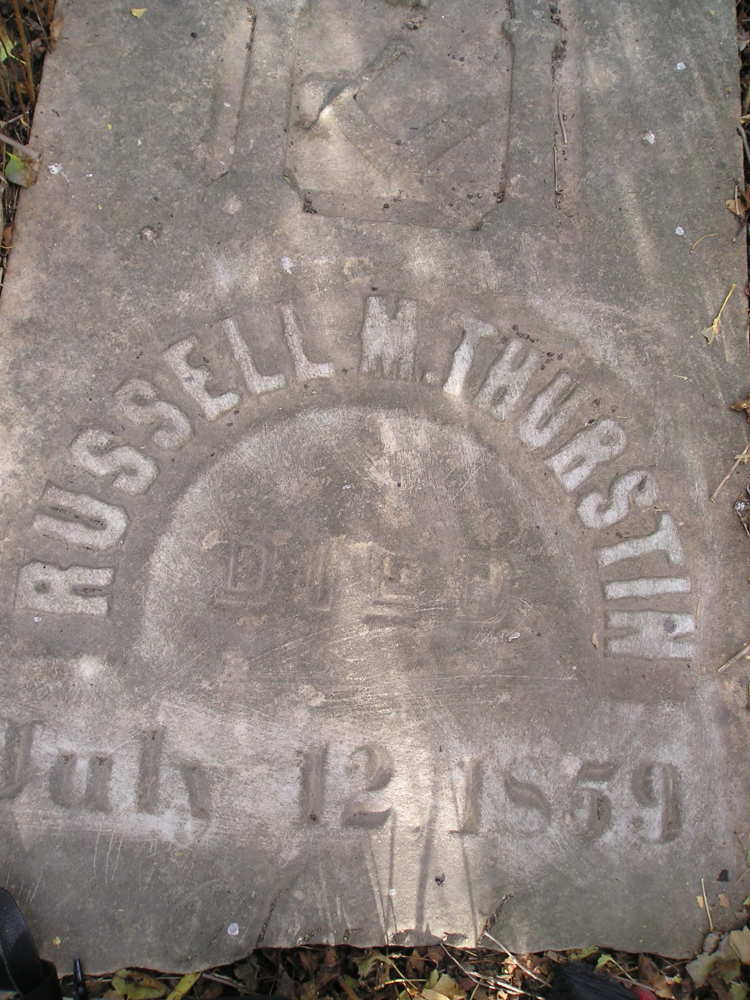 RUSSELL M. THURSTIN
DIED
July 12, 1859